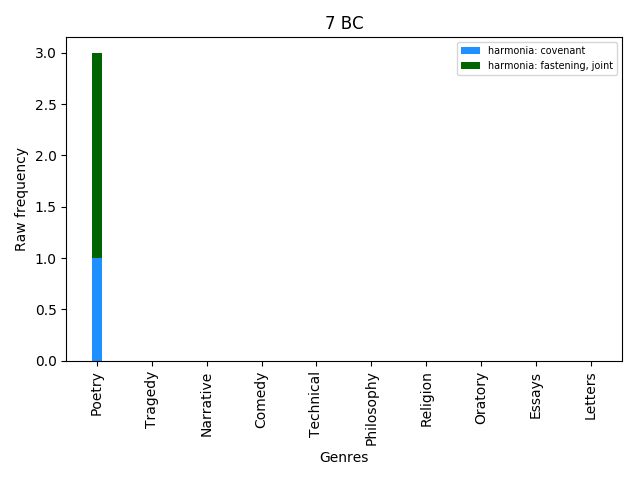 7 BC
harmonia: covenant
harmonia: fastening, joint
Raw frequency
3.0
2.5
2.0
1.5
1.0
0.5
0.0
Poetry
Tragedy
Narrative
Comedy
Technical
Philosophy
Religion
Oratory
Essays
Letters
Genres